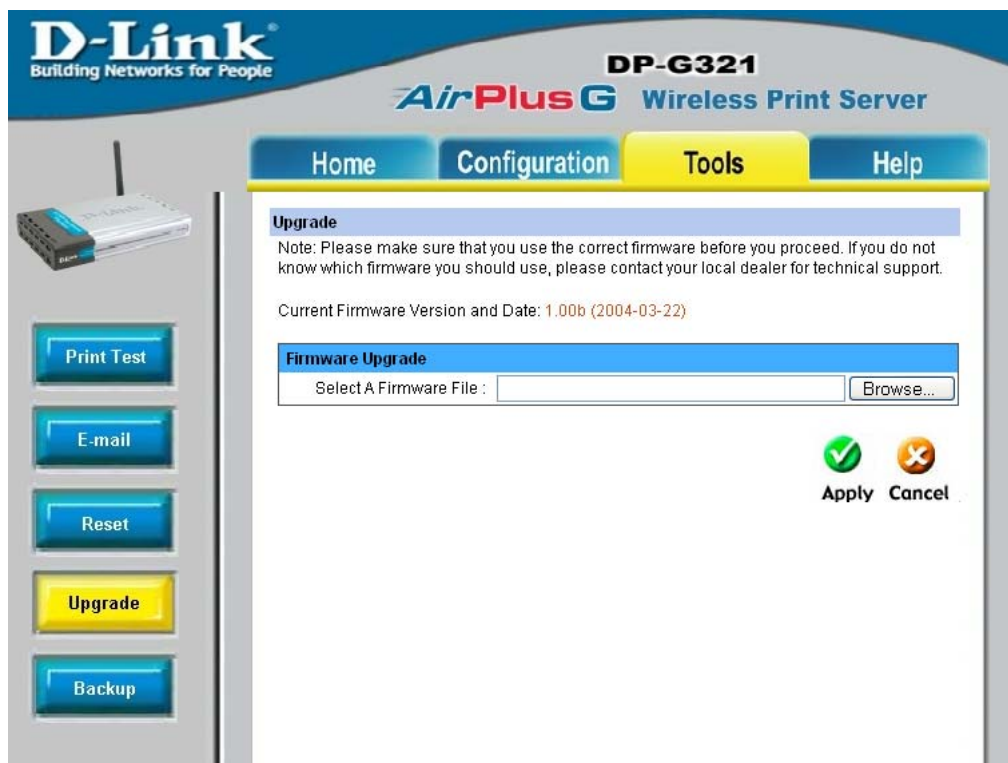 D-Link
Building Networks for People
DP-G321
AirPlus G Wireless Print Server
Home Configuration Tools Help
D-Link
D-Link
Upgrade
Note: Please make sure that you use the correct firmware before you proceed. If you do not
know which firmware you should use, please contact your local dealer for technical support.
Current Firmware Version and Date: 1.00b (2004-03-22)
Firmware Upgrade
Select A Firmware File : Browse...
Apply Cancel
Print Test
E-mail
Reset
Upgrade
Backup